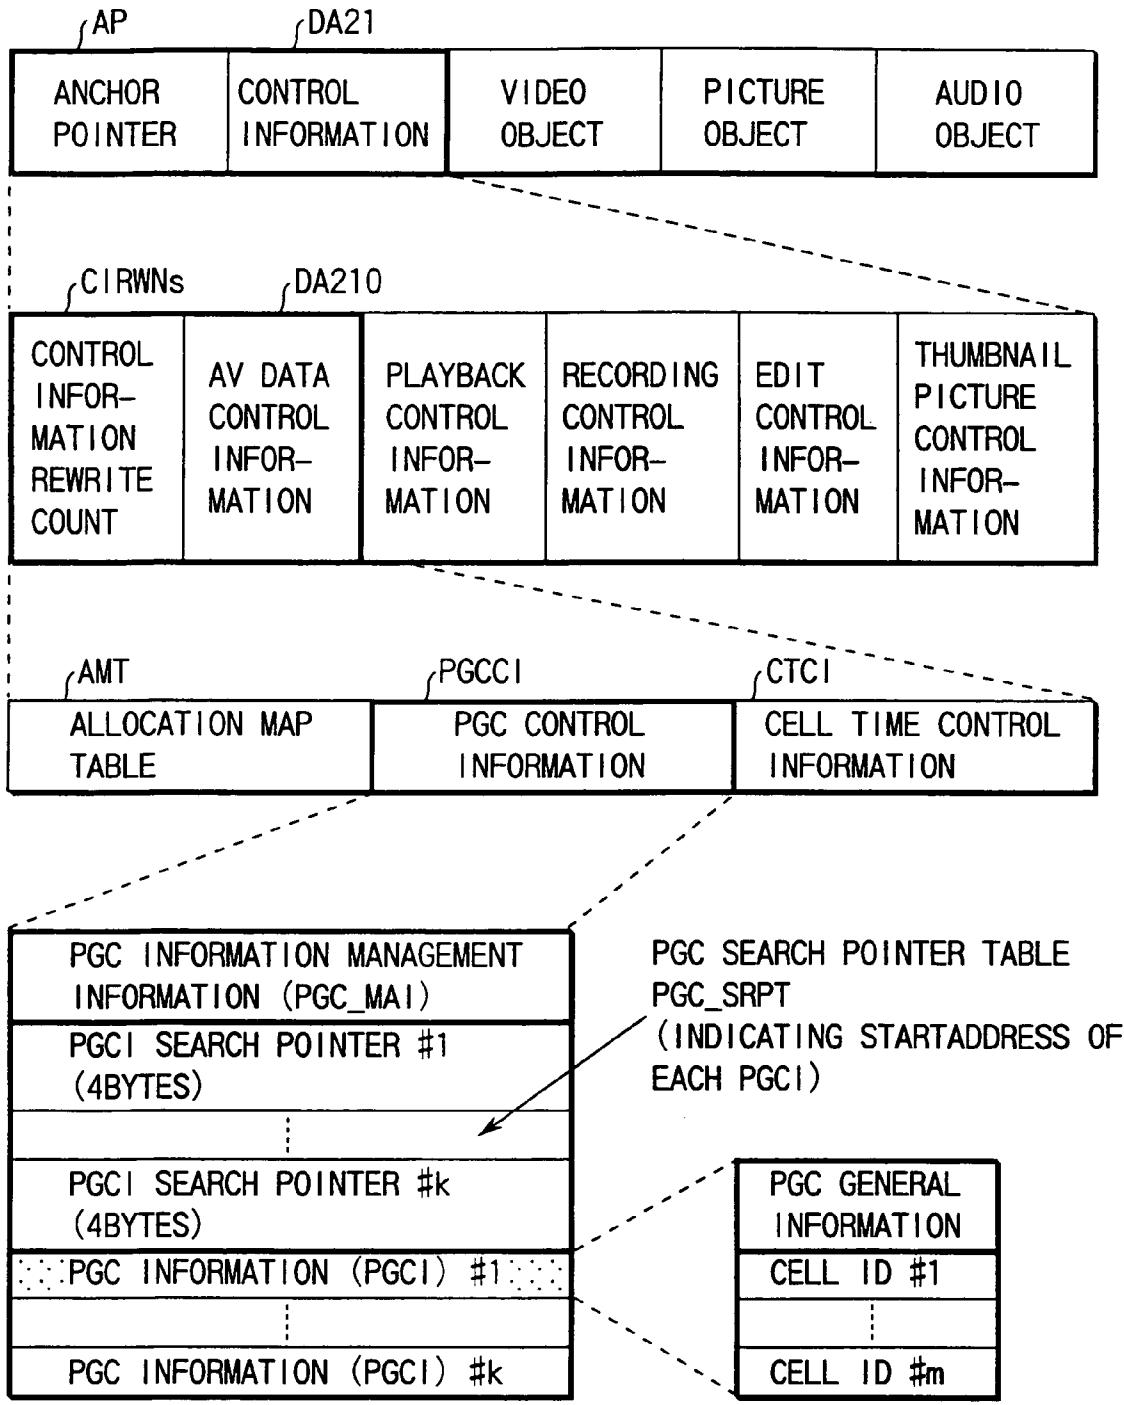 AP
DA21
ANCHOR
POINTER
CONTROL
INFORMATION
VIDEO
OBJECT
PICTURE
OBJECT
AUDIO
OBJECT
CIRWNs
DA210
CONTROL
INFOR-
MATION
REWRITE
COUNT
AV DATA
CONTROL
INFOR-
MATION
PLAYBACK
CONTROL
INFOR-
MATION
RECORDING
CONTROL
INFOR-
MATION
EDIT
CONTROL
INFOR-
MATION
THUMBNAIL
PICTURE
CONTROL
INFOR-
MATION
AMT
PGCCI
CTCI
ALLOCATION MAP
TABLE
PGC CONTROL
INFORMATION
CELL TIME CONTROL
INFORMATION
PGC INFORMATION MANAGEMENT
INFORMATION (PGC_MAI)
PGCI SEARCH POINTER #1
(4BYTES)
PGCI SEARCH POINTER #k
(4BYTES)
PGC INFORMATION (PGCI) #1
PGC INFORMATION (PGCI) #k
PGC SEARCH POINTER TABLE
PGC_SRPT
(INDICATING STARTADDRESS OF
EACH PGCI)
PGC GENERAL
INFORMATION
CELL ID #1
CELL ID #m